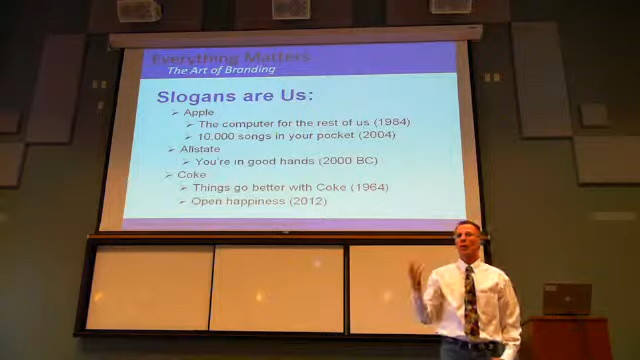 Everything Matters
The Art of Branding
Slogans are Us:
➢ Apple
➢ The computer for the rest of us (1984)
➢ 10,000 songs in your pocket (2004)
➢ Allstate
➢ You're in good hands (2000 BC)
➢ Coke
➢ Things go better with Coke (1964)
➢ Open happiness (2012)